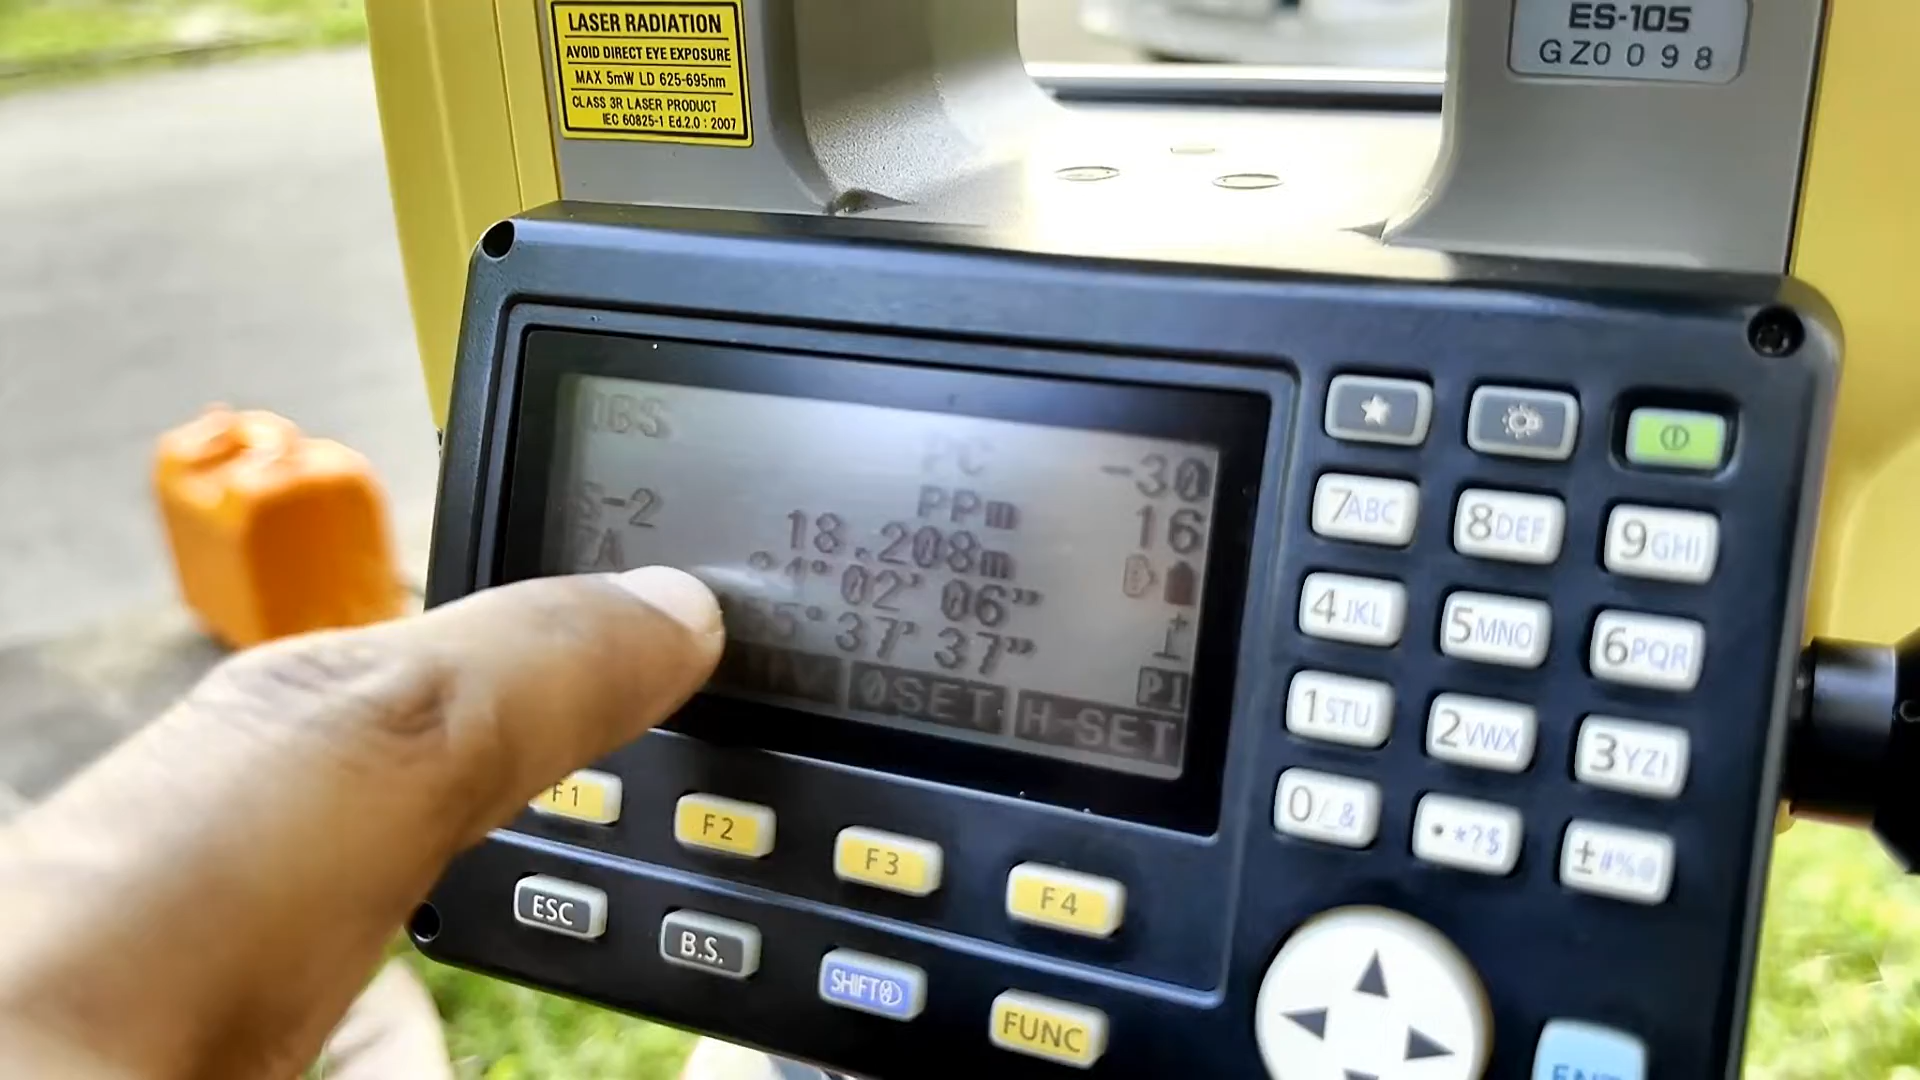 LASER RADIATION
AVOID DIRECT EYE EXPOSURE
MAX 5mW LD 625-695nm
CLASS 3R LASER PRODUCT
IEC 60825-1 Ed.2.0 : 2007
ES-105
GZ0098
OBS
PC -30
ppm 16
S-2 18.208m
ZA 02' 06"
37' 37"
P1
0SET H-SET
7ABC 8DEF 9GHI
4JKL 5MNO 6PQR
1STU 2VWX 3YZ!
0/_& .*?$ ±#%@
F1 F2 F3 F4
ESC B.S. SHIFT FUNC
ENT